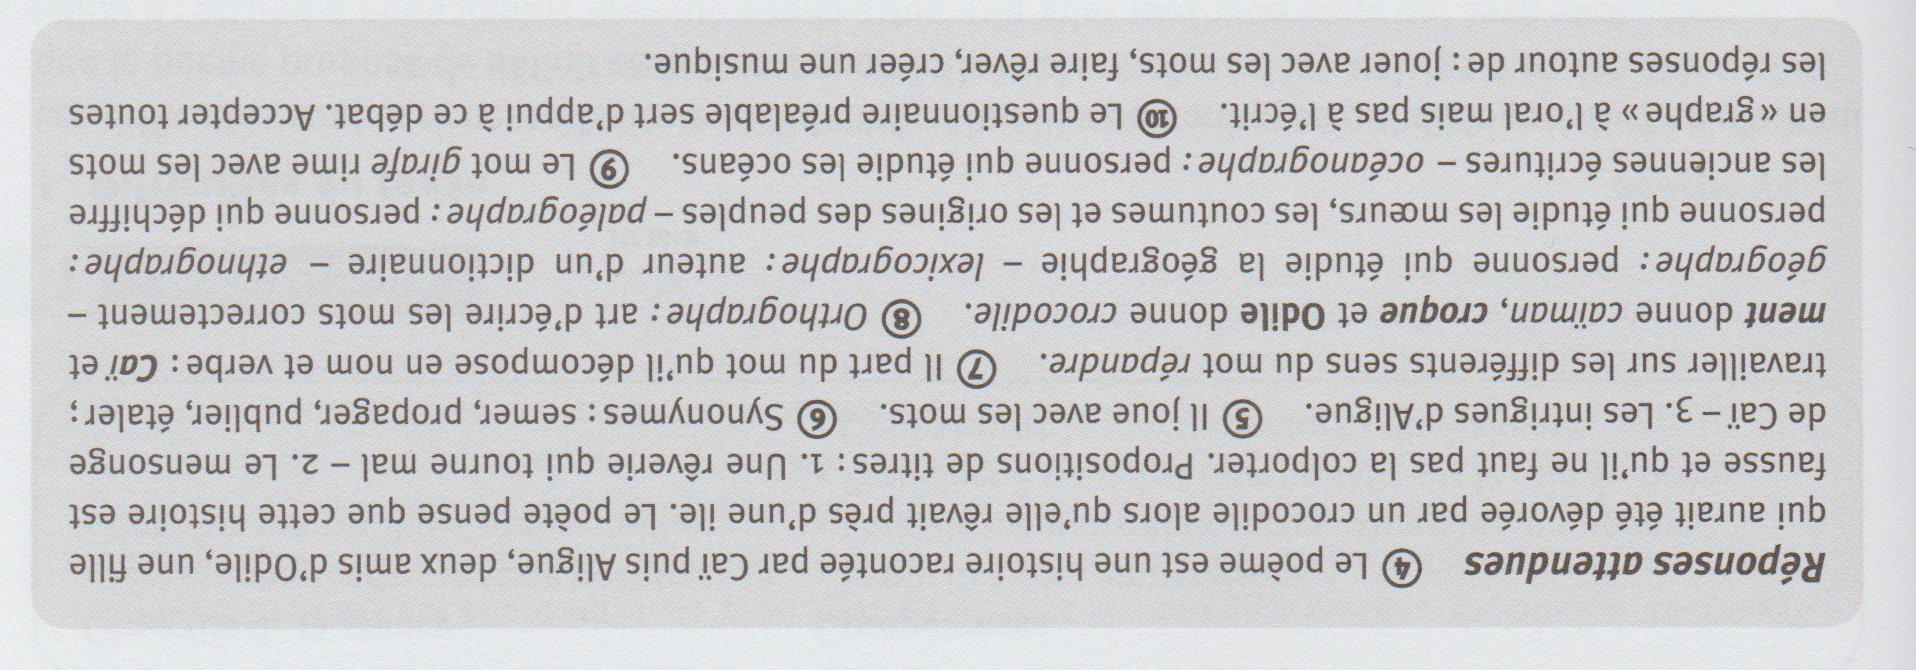 Réponses attendues ④ Le poème est une histoire racontée par Caï puis Aligue, deux amis d'Odile, une fille
qui aurait été dévorée par un crocodile alors qu'elle rêvait près d'une ile. Le poète pense que cette histoire est
fausse et qu'il ne faut pas la colporter. Propositions de titres : 1. Une rêverie qui tourne mal – 2. Le mensonge
de Caï – 3. Les intrigues d'Aligue. ⑤ Il joue avec les mots. ⑥ Synonymes : semer, propager, publier, étaler ;
travailler sur les différents sens du mot répandre. ⑦ Il part du mot qu'il décompose en nom et verbe : Caï et
ment donne caïman, croque et Odile donne crocodile. ⑧ Orthographe : art d'écrire les mots correctement –
géographe : personne qui étudie la géographie – lexicographe : auteur d'un dictionnaire – ethnographe :
personne qui étudie les mœurs, les coutumes et les origines des peuples – paléographe : personne qui déchiffre
les anciennes écritures – océanographe : personne qui étudie les océans. ⑨ Le mot girafe rime avec les mots
en « graphe » à l'oral mais pas à l'écrit. ⑩ Le questionnaire préalable sert d'appui à ce débat. Accepter toutes
les réponses autour de : jouer avec les mots, faire rêver, créer une musique.